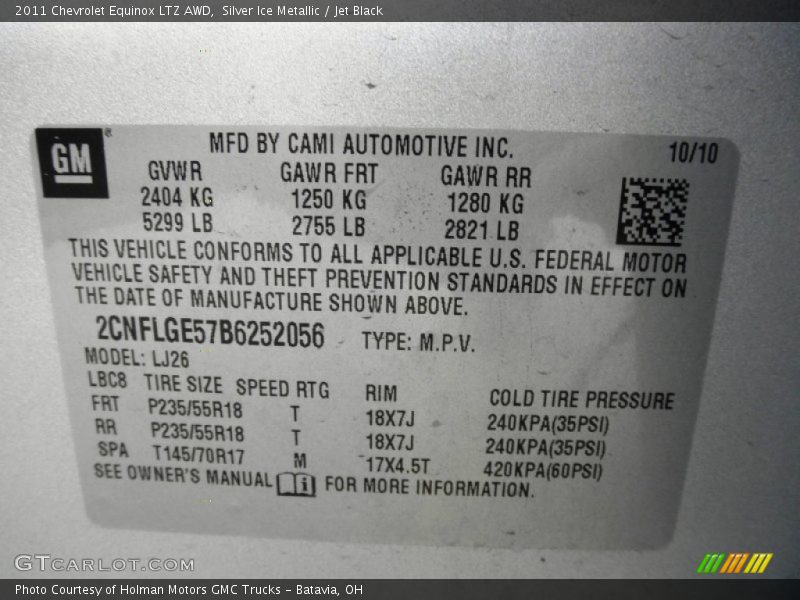 2011 Chevrolet Equinox LTZ AWD, Silver Ice Metallic / Jet Black
GM
MFD BY CAMI AUTOMOTIVE INC. 10/10
GVWR GAWR FRT GAWR RR
2404 KG 1250 KG 1280 KG
5299 LB 2755 LB 2821 LB
THIS VEHICLE CONFORMS TO ALL APPLICABLE U.S. FEDERAL MOTOR
VEHICLE SAFETY AND THEFT PREVENTION STANDARDS IN EFFECT ON
THE DATE OF MANUFACTURE SHOWN ABOVE.
2CNFLGE57B6252056 TYPE: M.P.V.
MODEL: LJ26
LBC8 TIRE SIZE SPEED RTG RIM COLD TIRE PRESSURE
FRT P235/55R18 T 18X7J 240KPA(35PSI)
RR P235/55R18 T 18X7J 240KPA(35PSI)
SPA T145/70R17 M 17X4.5T 420KPA(60PSI)
SEE OWNER'S MANUAL i FOR MORE INFORMATION.
GTCARLOT.COM
Photo Courtesy of Holman Motors GMC Trucks - Batavia, OH